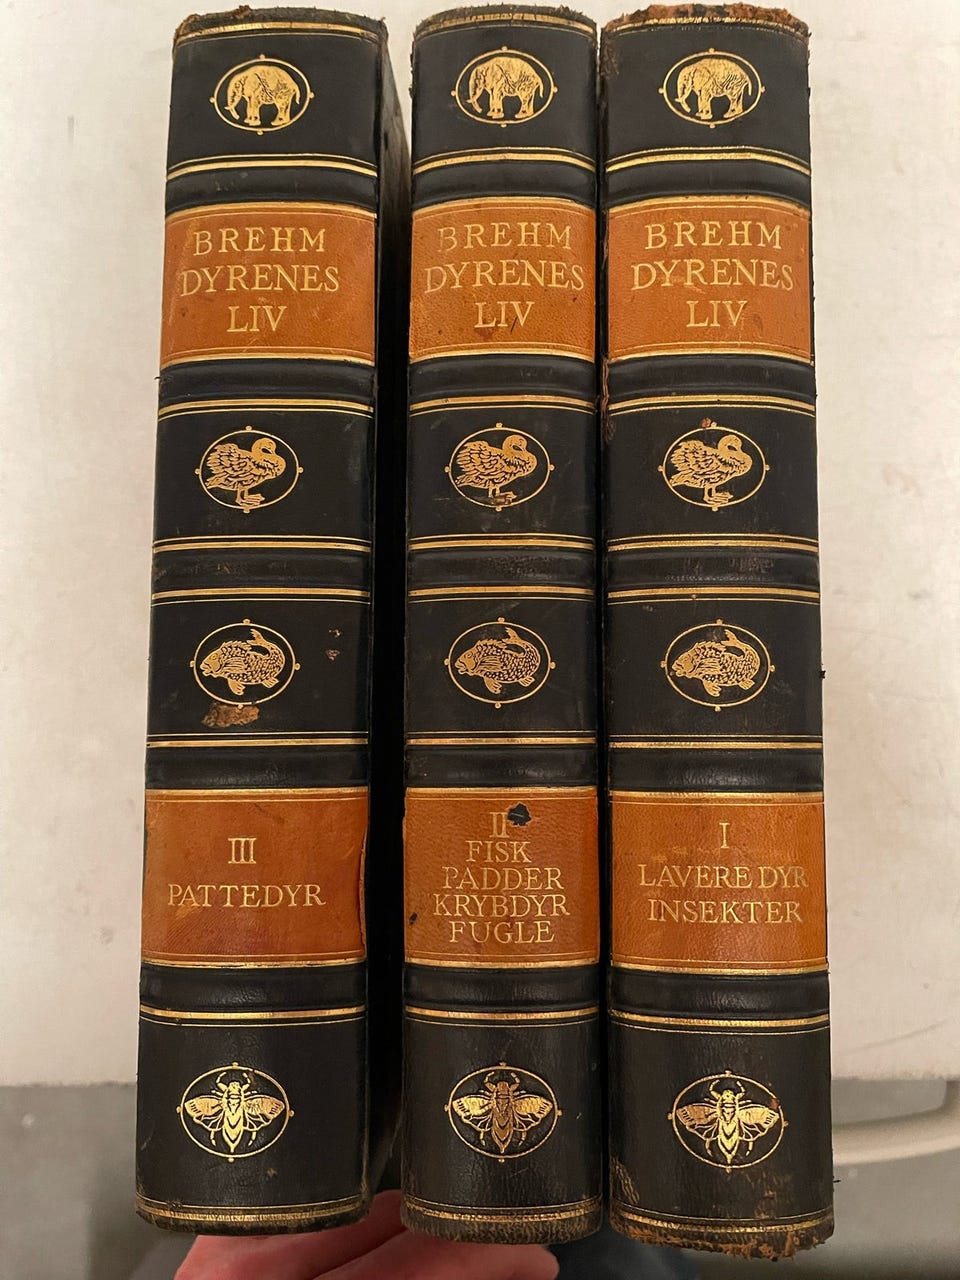 BREHM
DYRENES
LIV
III
PATTEDYR
BREHM
DYRENES
LIV
II
FISK
PADDER
KRYBDYR
FUGLE
BREHM
DYRENES
LIV
I
LAVERE DYR
INSEKTER